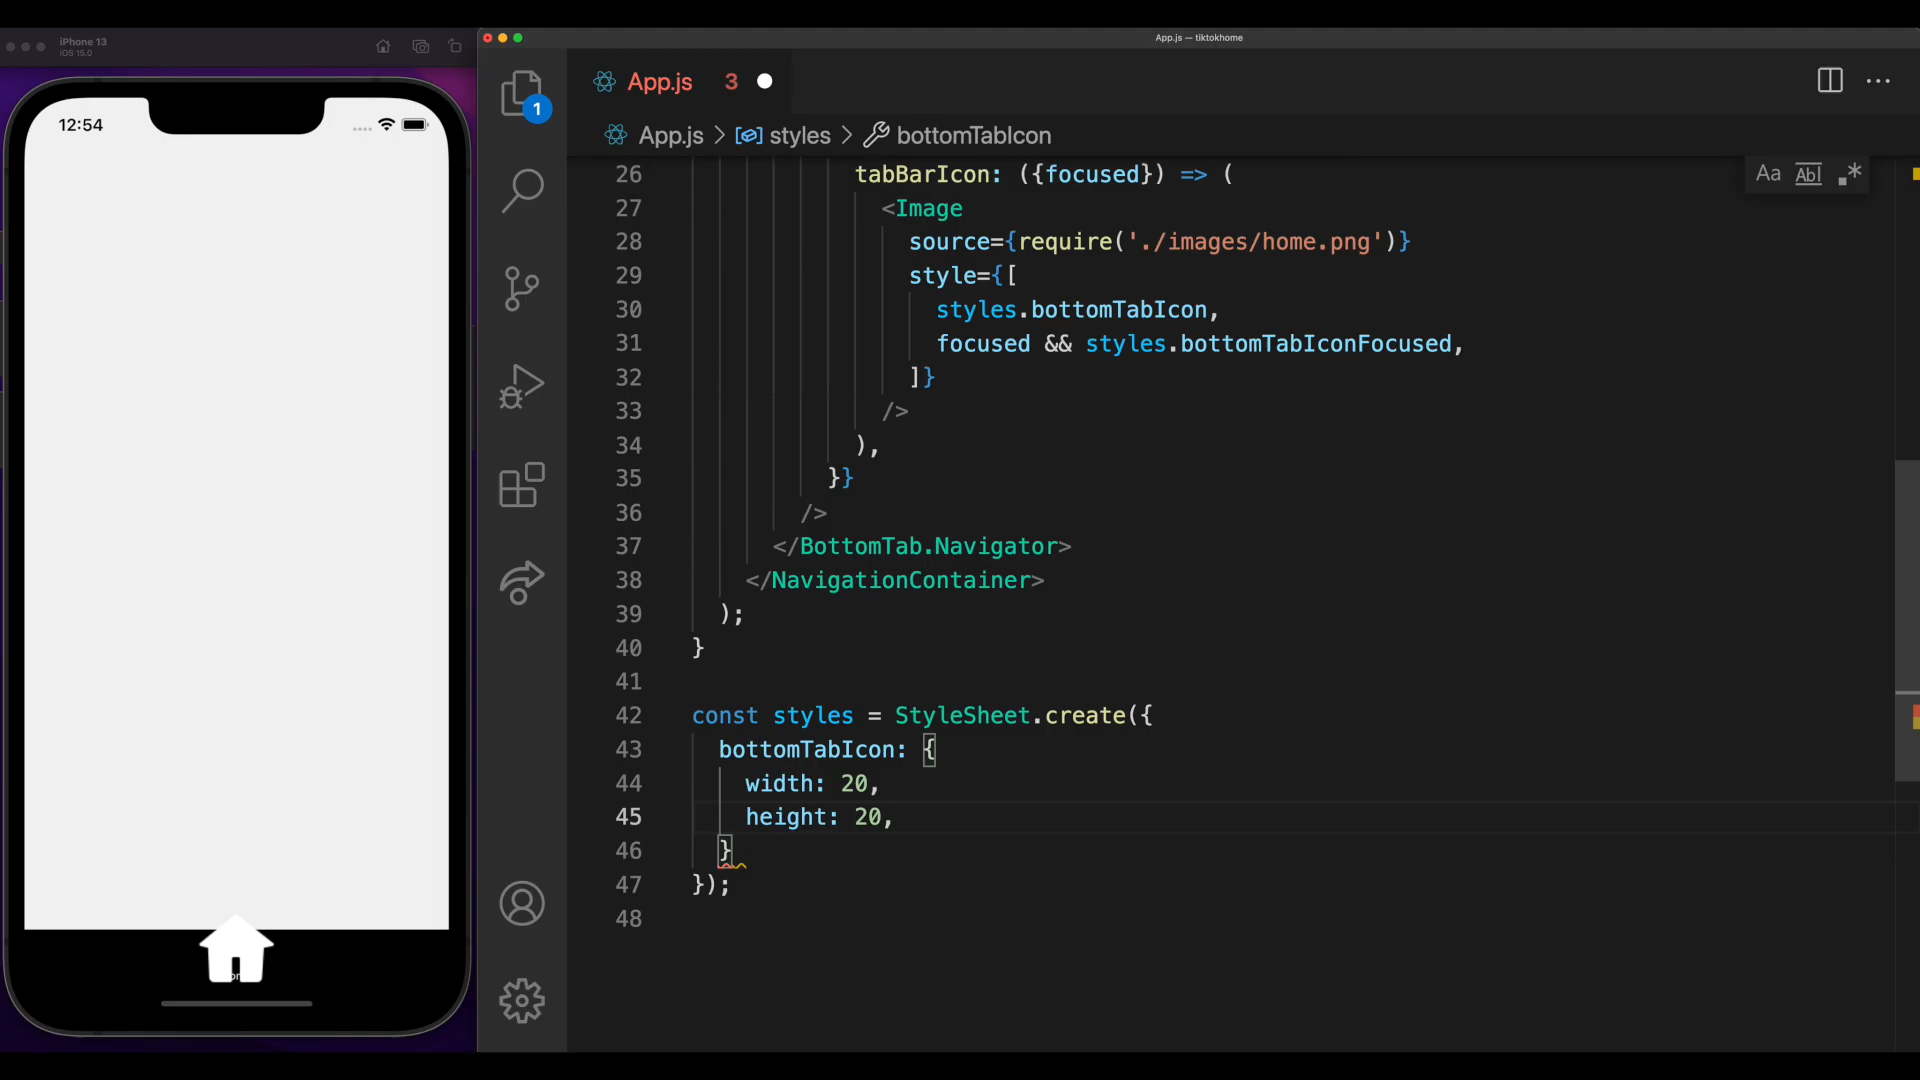 iPhone 13
iOS 15.0
12:54
App.js — tiktokhome
1
App.js 3
App.js > styles > bottomTabIcon
Aa Abl .*
26 tabBarIcon: ({focused}) => (
27 <Image
28 source={require('./images/home.png')}
29 style={[
30 styles.bottomTabIcon,
31 focused && styles.bottomTabIconFocused,
32 ]}
33 />
34 ),
35 }}
36 />
37 </BottomTab.Navigator>
38 </NavigationContainer>
39 );
40 }
41
42 const styles = StyleSheet.create({
43 bottomTabIcon: {
44 width: 20,
45 height: 20,
46 }
47 });
48